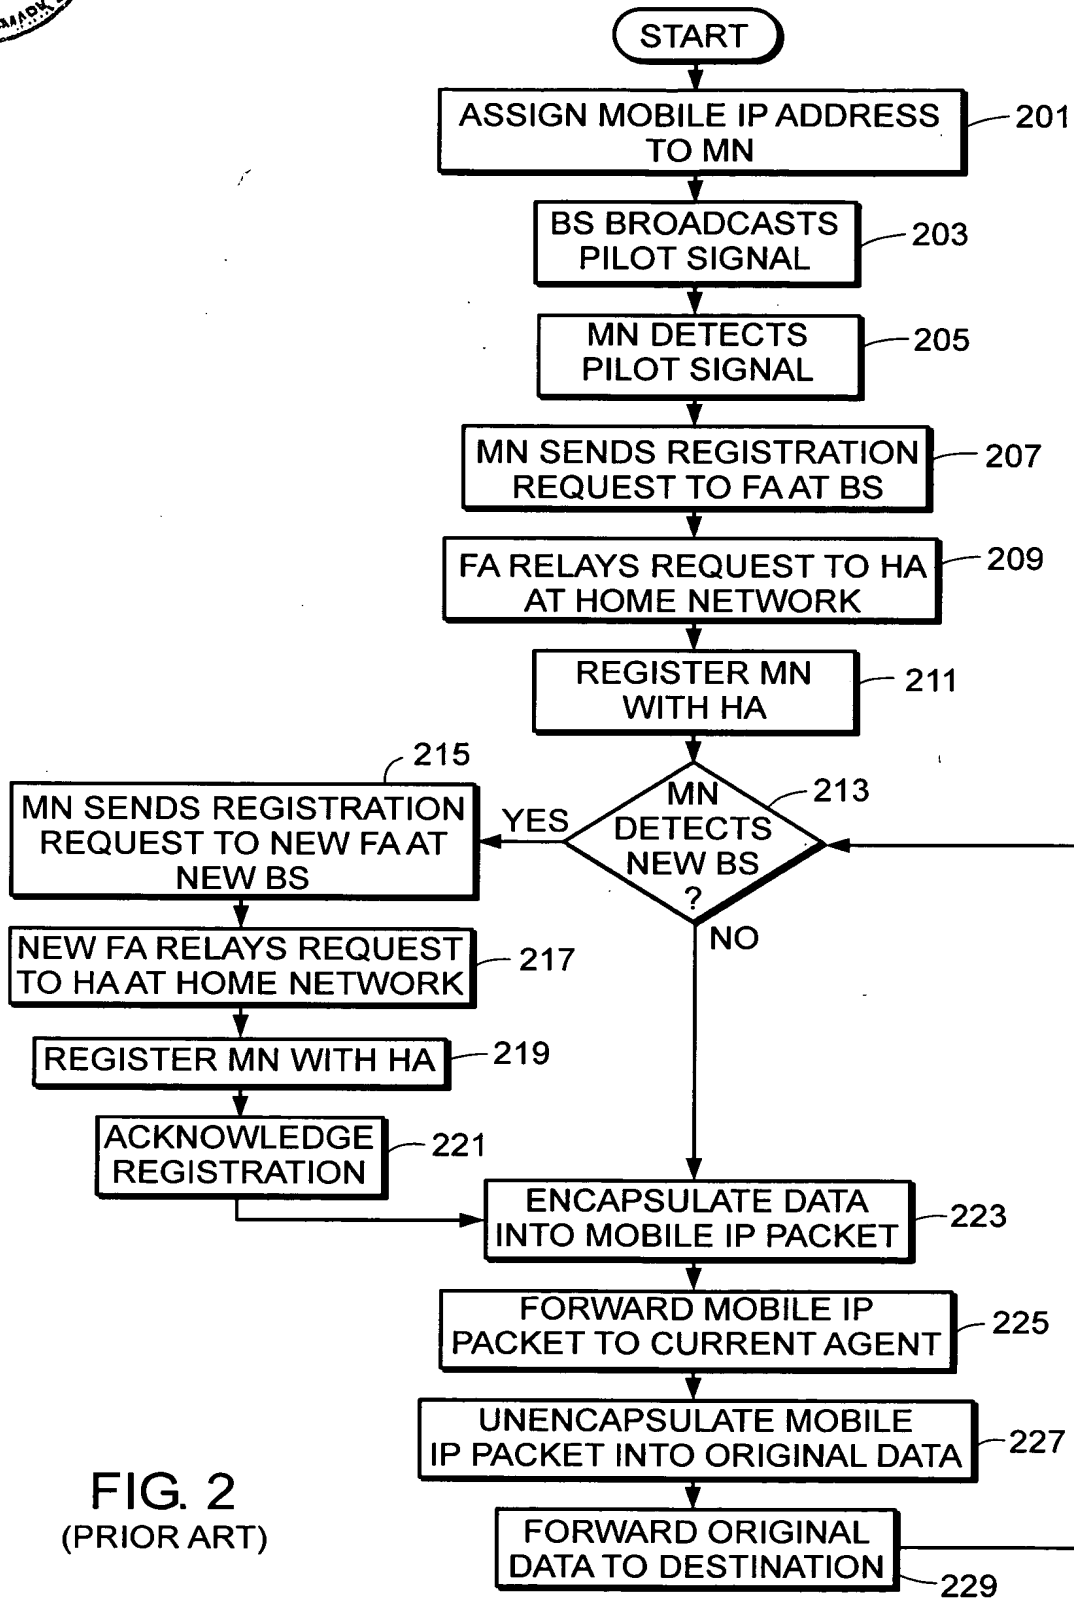 START
ASSIGN MOBILE IP ADDRESS
TO MN
201
BS BROADCASTS
PILOT SIGNAL
203
MN DETECTS
PILOT SIGNAL
205
MN SENDS REGISTRATION
REQUEST TO FA AT BS
207
FA RELAYS REQUEST TO HA
AT HOME NETWORK
209
REGISTER MN
WITH HA
211
MN
DETECTS
NEW BS
?
213
YES
NO
215
MN SENDS REGISTRATION
REQUEST TO NEW FA AT
NEW BS
NEW FA RELAYS REQUEST
TO HA AT HOME NETWORK
217
REGISTER MN WITH HA
219
ACKNOWLEDGE
REGISTRATION
221
ENCAPSULATE DATA
INTO MOBILE IP PACKET
223
FORWARD MOBILE IP
PACKET TO CURRENT AGENT
225
UNENCAPSULATE MOBILE
IP PACKET INTO ORIGINAL DATA
227
FORWARD ORIGINAL
DATA TO DESTINATION
229
FIG. 2
(PRIOR ART)